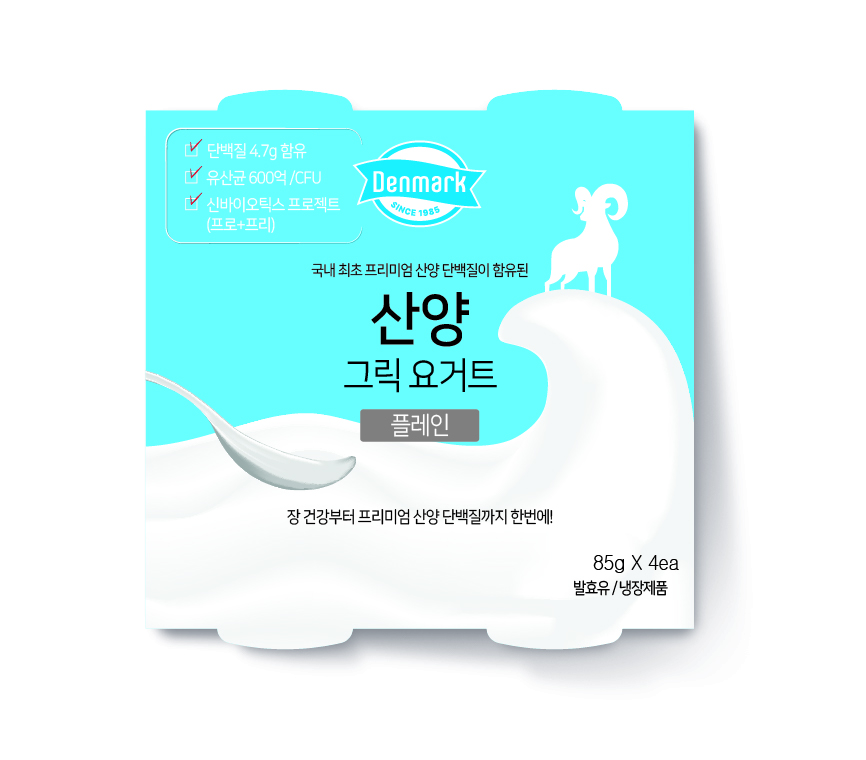 단백질 4.7g 함유
유산균 600억 /CFU
신바이오틱스 프로젝트
(프로+프리)
Denmark
SINCE 1985
국내 최초 프리미엄 산양 단백질이 함유된
산양
그릭 요거트
플레인
장 건강부터 프리미엄 산양 단백질까지 한번에!
85g X 4ea
발효유 / 냉장제품